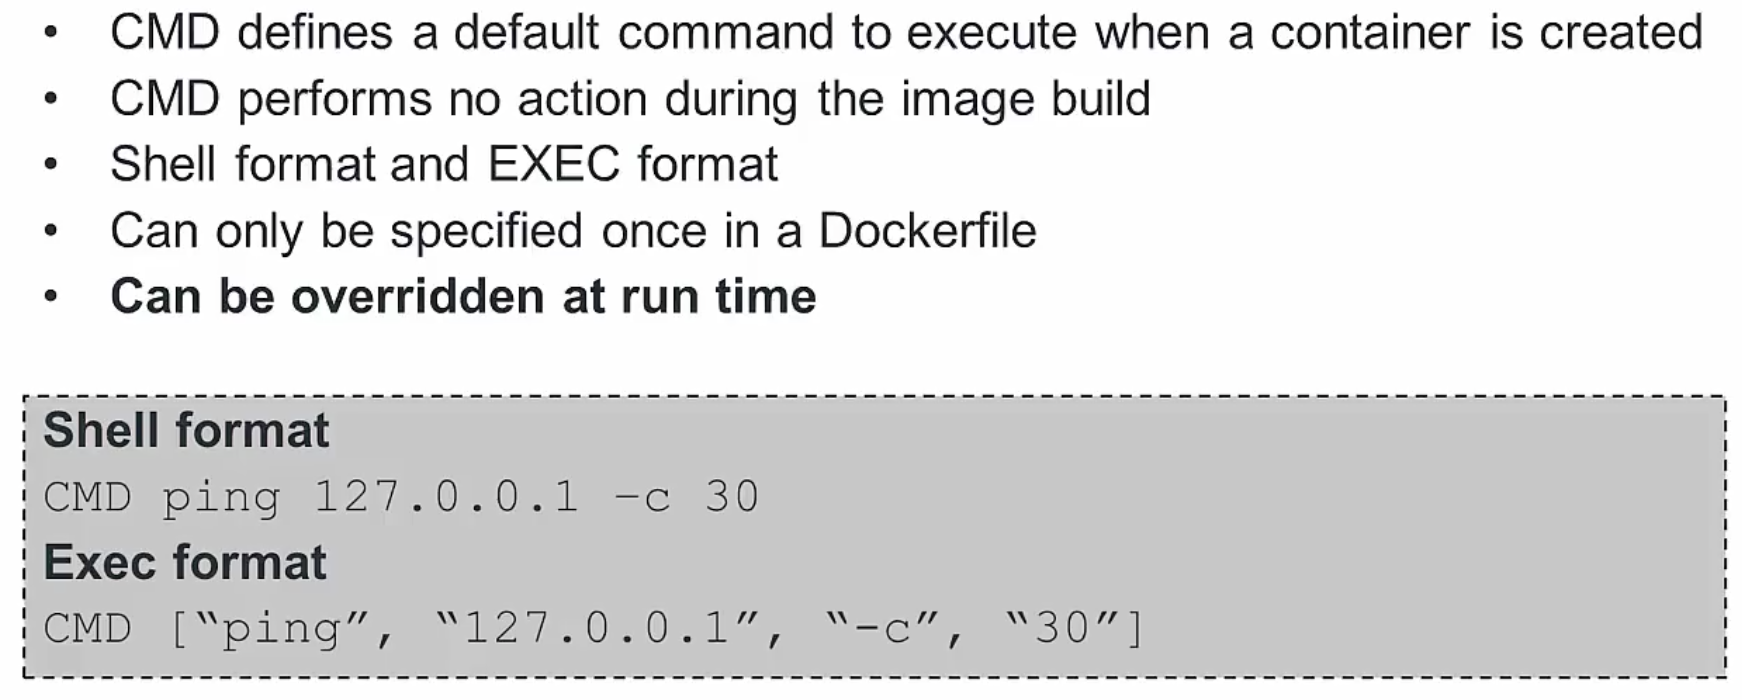 • CMD defines a default command to execute when a container is created
• CMD performs no action during the image build
• Shell format and EXEC format
• Can only be specified once in a Dockerfile
• Can be overridden at run time
Shell format
CMD ping 127.0.0.1 –c 30
Exec format
CMD [“ping”, “127.0.0.1”, “-c”, “30”]